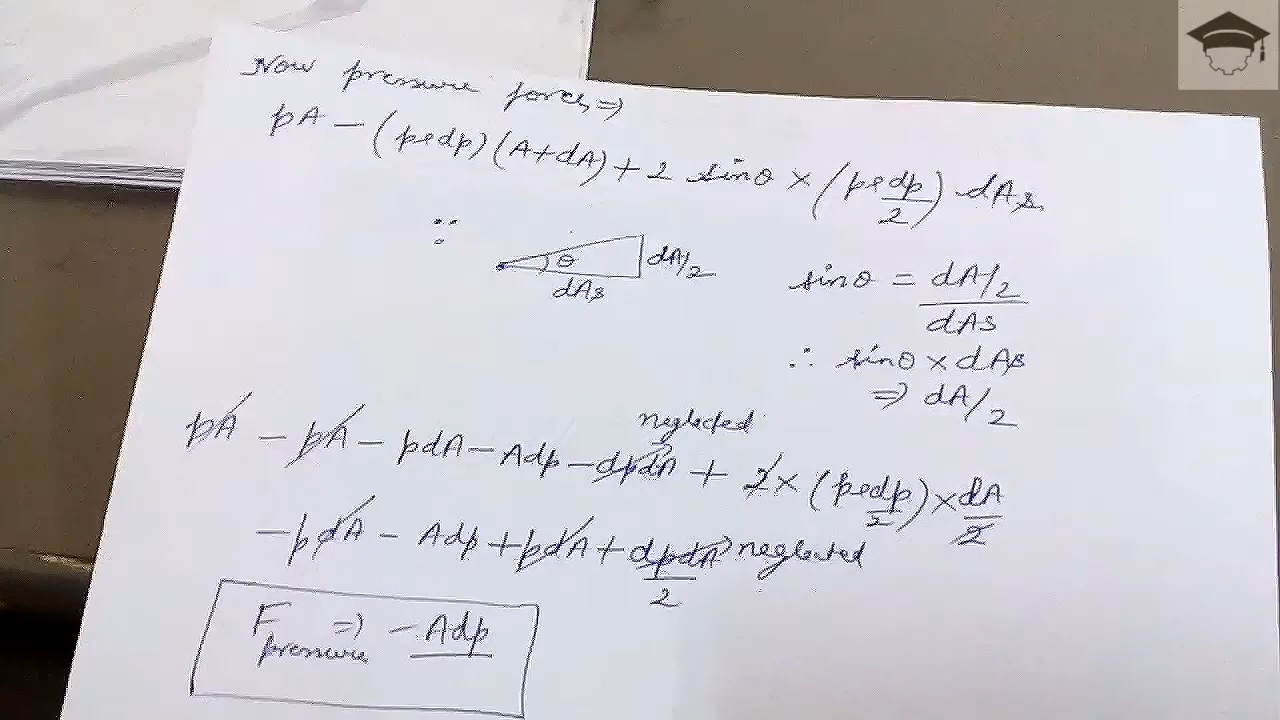 Now pressure forces ⇒
pA − (p+dp)(A+dA) + 2 sinθ × (p+dp/2) dAs.
∵
θ
dA/2
dAs
sinθ = dA/2 / dAs
∴ sinθ × dAs
⇒ dA/2
neglected
pA − pA − pdA − Adp − dpdA + 2 × (p+dp/2) × dA/2
− pdA − Adp + pdA + dpdA/2 neglected
F pressure ⇒ − Adp